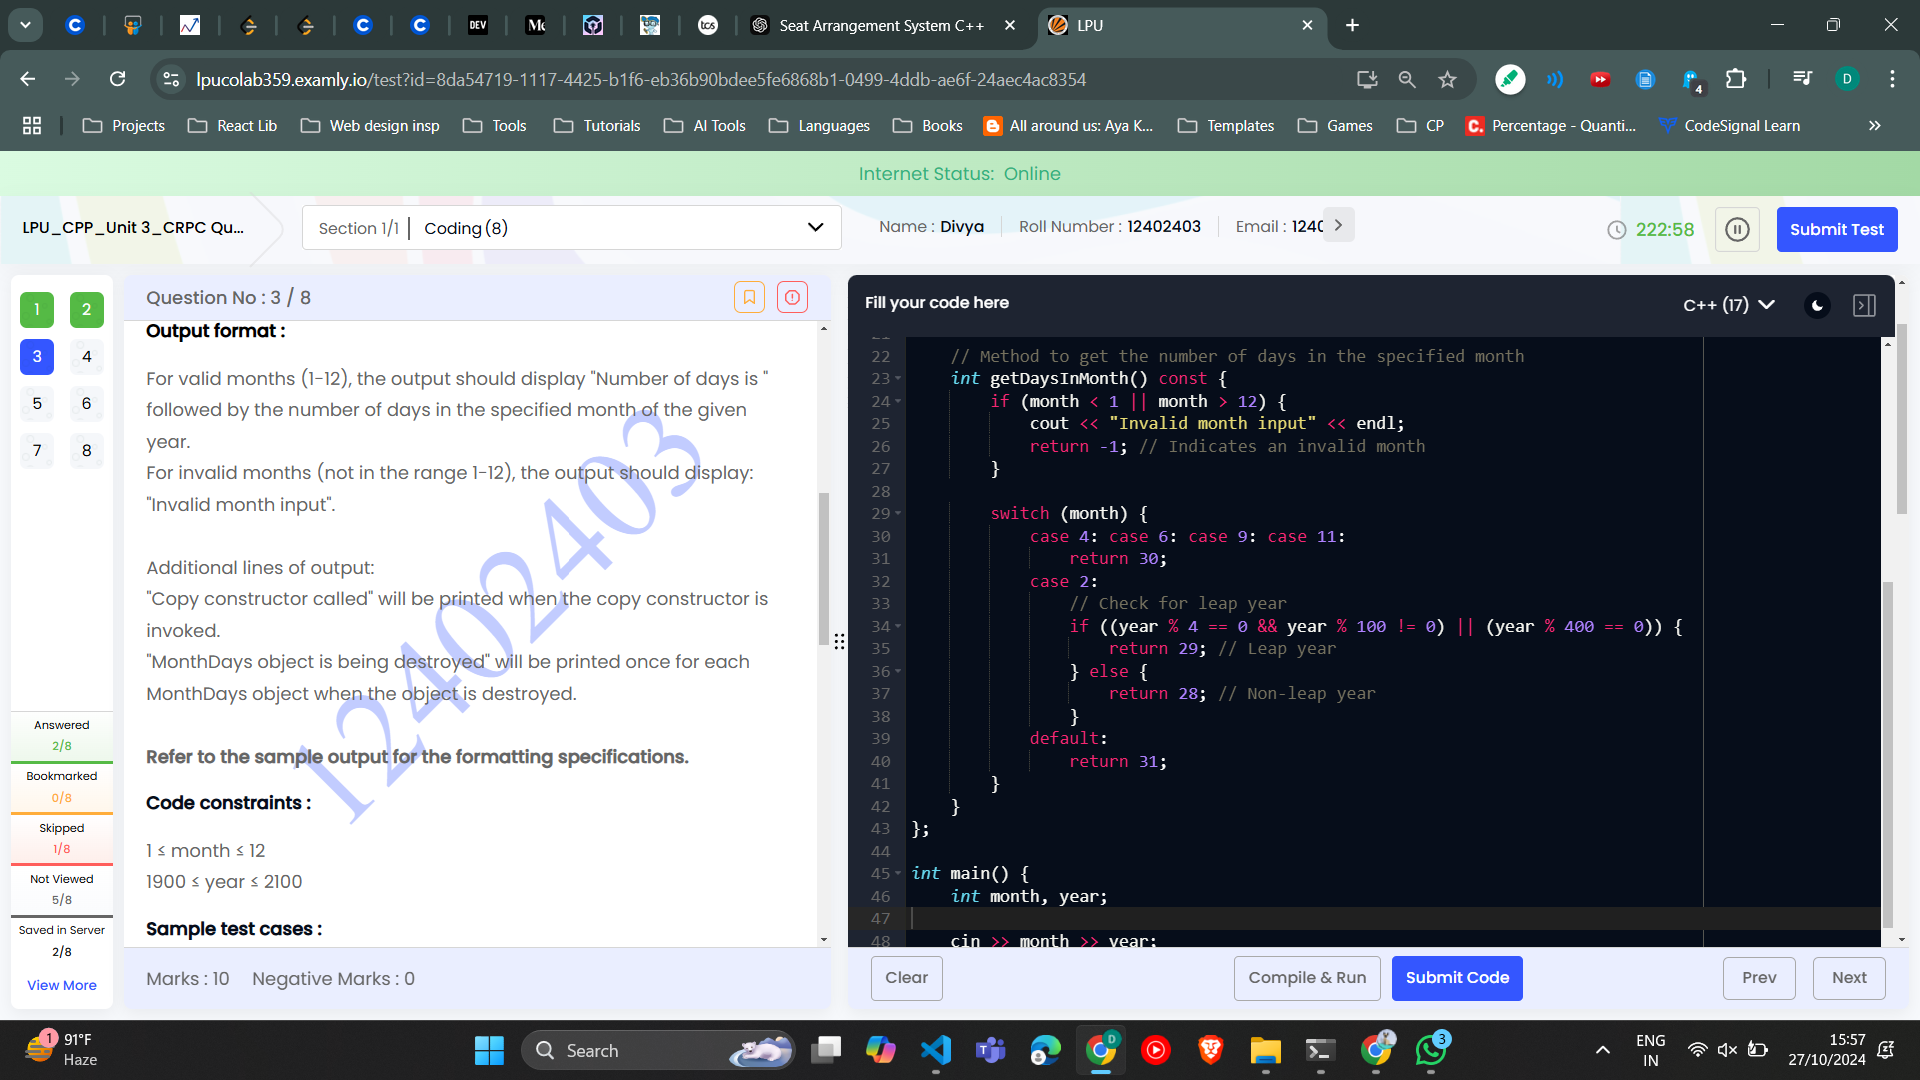 DEV
tcs
Seat Arrangement System C++
LPU
lpucolab359.examly.io/test?id=8da54719-1117-4425-b1f6-eb36b90bdee5fe6868b1-0499-4ddb-ae6f-24aec4ac8354
4
D
Projects
React Lib
Web design insp
Tools
Tutorials
AI Tools
Languages
Books
All around us: Aya K...
Templates
Games
CP
Percentage - Quanti...
CodeSignal Learn
Internet Status: Online
LPU_CPP_Unit 3_CRPC Qu...
Section 1/1 | Coding (8)
Name : Divya
Roll Number : 12402403
Email : 1240
222:58
Submit Test
1 2
3 4
5 6
7 8
Answered
2/8
Bookmarked
0/8
Skipped
1/8
Not Viewed
5/8
Saved in Server
2/8
View More
Question No : 3 / 8
Output format :
For valid months (1-12), the output should display "Number of days is "
followed by the number of days in the specified month of the given
year.
For invalid months (not in the range 1-12), the output should display:
"Invalid month input".
Additional lines of output:
"Copy constructor called" will be printed when the copy constructor is
invoked.
"MonthDays object is being destroyed" will be printed once for each
MonthDays object when the object is destroyed.
Refer to the sample output for the formatting specifications.
Code constraints :
1 ≤ month ≤ 12
1900 ≤ year ≤ 2100
Sample test cases :
12402403
Marks : 10 Negative Marks : 0
Fill your code here
C++ (17)
21
22 // Method to get the number of days in the specified month
23 int getDaysInMonth() const {
24 if (month < 1 || month > 12) {
25 cout << "Invalid month input" << endl;
26 return -1; // Indicates an invalid month
27 }
28
29 switch (month) {
30 case 4: case 6: case 9: case 11:
31 return 30;
32 case 2:
33 // Check for leap year
34 if ((year % 4 == 0 && year % 100 != 0) || (year % 400 == 0)) {
35 return 29; // Leap year
36 } else {
37 return 28; // Non-leap year
38 }
39 default:
40 return 31;
41 }
42 }
43 };
44
45 int main() {
46 int month, year;
47
48 cin >> month >> year;
Clear
Compile & Run
Submit Code
Prev
Next
1
91°F
Haze
Search
D
3
ENG
IN
15:57
27/10/2024